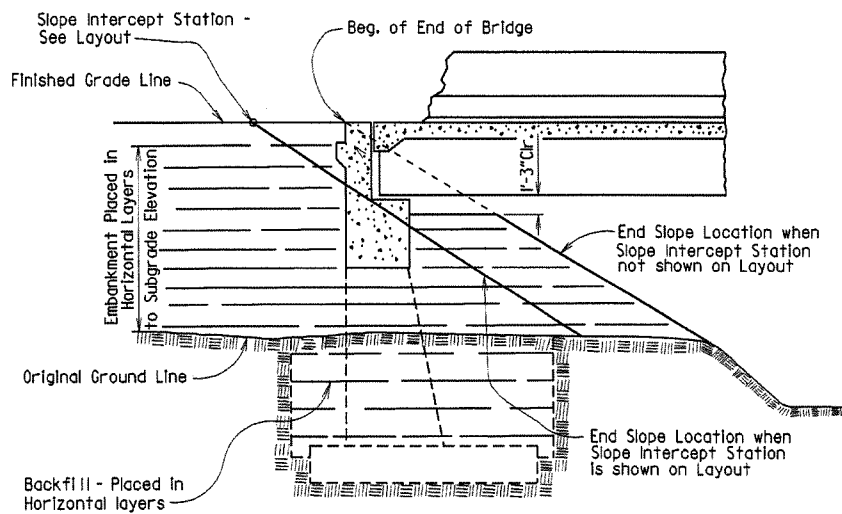 Slope Intercept Station -
See Layout
Beg. of End of Bridge
Finished Grade Line
1'-3"Clr.
Embankment Placed in
Horizontal Layers
to Subgrade Elevation
End Slope Location when
Slope Intercept Station
not shown on Layout
Original Ground Line
End Slope Location when
Slope Intercept Station
is shown on Layout
Backfill - Placed in
Horizontal layers